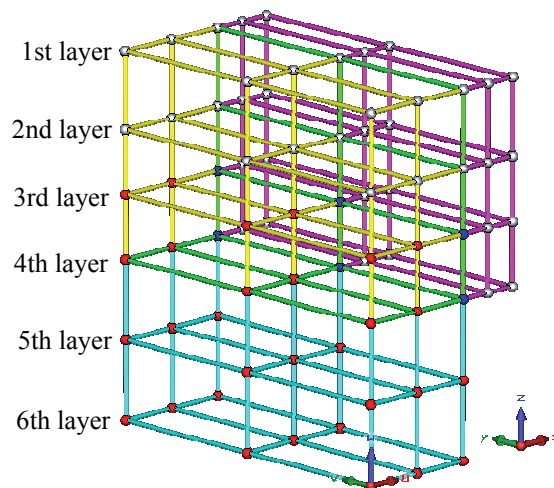 1st layer
2nd layer
3rd layer
4th layer
5th layer
6th layer
z
y
x